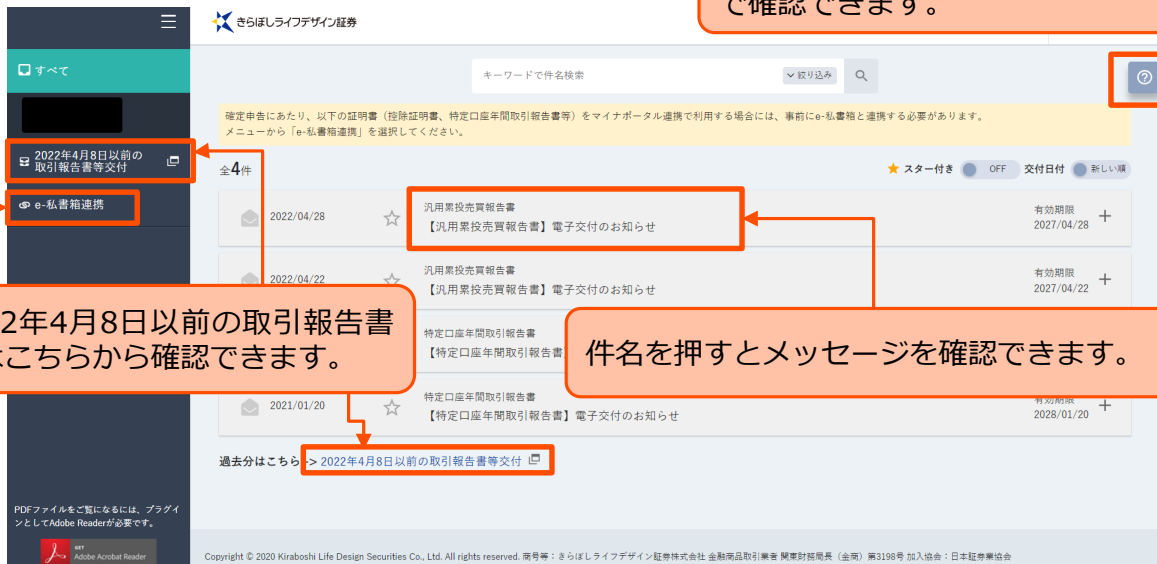 で確認できます。
きらぼしライフデザイン証券
すべて
キーワードで件名検索
絞り込み
確定申告にあたり、以下の証明書(控除証明書、特定口座年間取引報告書等)をマイナポータル連携で利用する場合には、事前にe-私書箱と連携する必要があります。
メニューから「e-私書箱連携」を選択してください。
2022年4月8日以前の
取引報告書等交付
e-私書箱連携
全4件
スター付き OFF 交付日付 新しい順
2022/04/28
汎用累投売買報告書
【汎用累投売買報告書】電子交付のお知らせ
有効期限
2027/04/28
2022/04/22
汎用累投売買報告書
【汎用累投売買報告書】電子交付のお知らせ
有効期限
2027/04/22
2年4月8日以前の取引報告書
はこちらから確認できます。
特定口座年間取引報告書
【特定口座年間取引報告書
件名を押すとメッセージを確認できます。
2021/01/20
特定口座年間取引報告書
【特定口座年間取引報告書】電子交付のお知らせ
有効期限
2028/01/20
過去分はこちら>> 2022年4月8日以前の取引報告書等交付
PDFファイルをご覧になるには、プラグイ
ンとしてAdobe Readerが必要です。
GET
Adobe Acrobat Reader
Copyright © 2020 Kiraboshi Life Design Securities Co., Ltd. All rights reserved. 商号等:きらぼしライフデザイン証券株式会社 金融商品取引業者 関東財務局長(金商)第3198号 加入協会:日本証券業協会